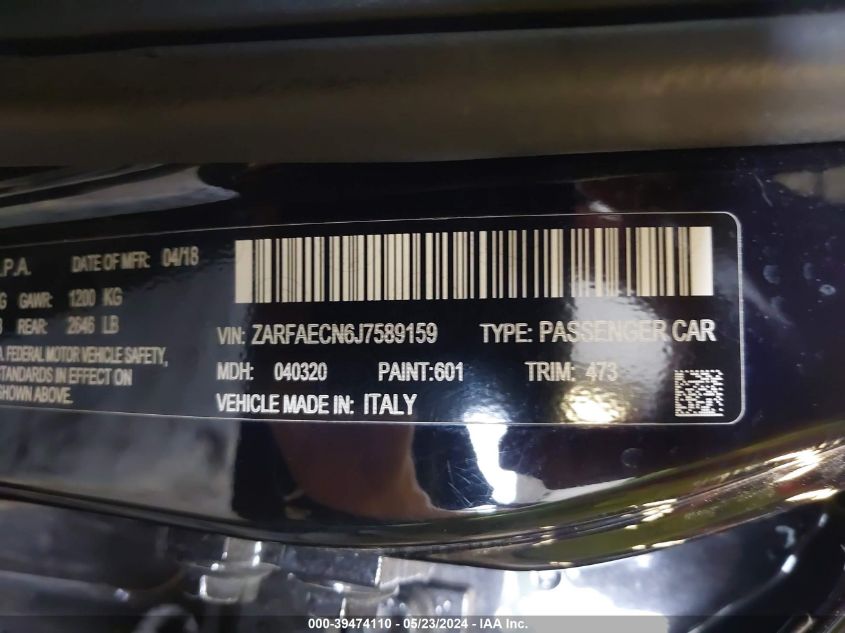 .P.A. DATE OF MFR: 04/18
G GAWR: 1200 KG
B REAR: 2646 LB
FEDERAL MOTOR VEHICLE SAFETY,
STANDARDS IN EFFECT ON
SHOWN ABOVE.
VIN: ZARFAECN6J7589159 TYPE: PASSENGER CAR
MDH: 040320 PAINT:601 TRIM: 473
VEHICLE MADE IN: ITALY
000-39474110 - 05/23/2024 - IAA Inc.